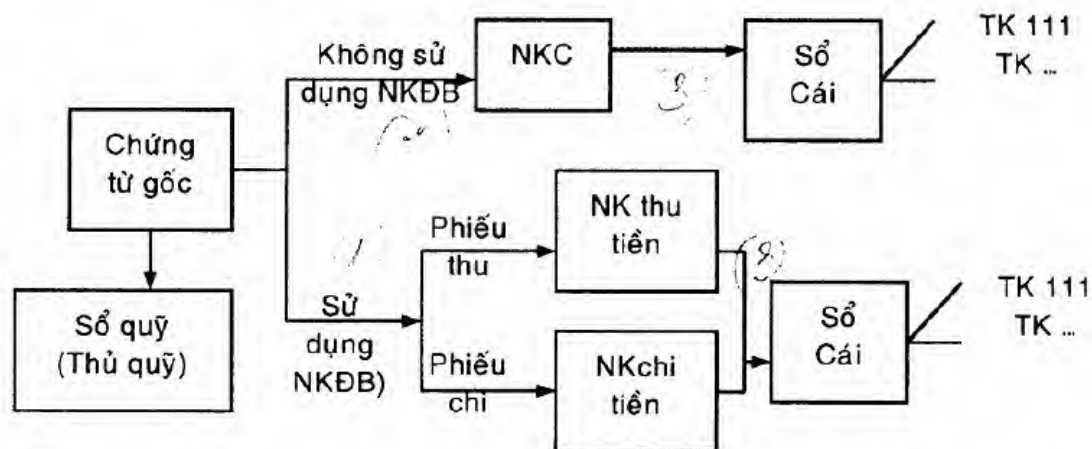 Không sử
dụng NKĐB
NKC
Sổ
Cái
TK 111
TK ...
Chứng
từ gốc
Sổ quỹ
(Thủ quỹ)
Sử
dụng
NKĐB)
Phiếu
thu
NK thu
tiền
Phiếu
chi
NKchi
tiền
Sổ
Cái
TK 111
TK ...